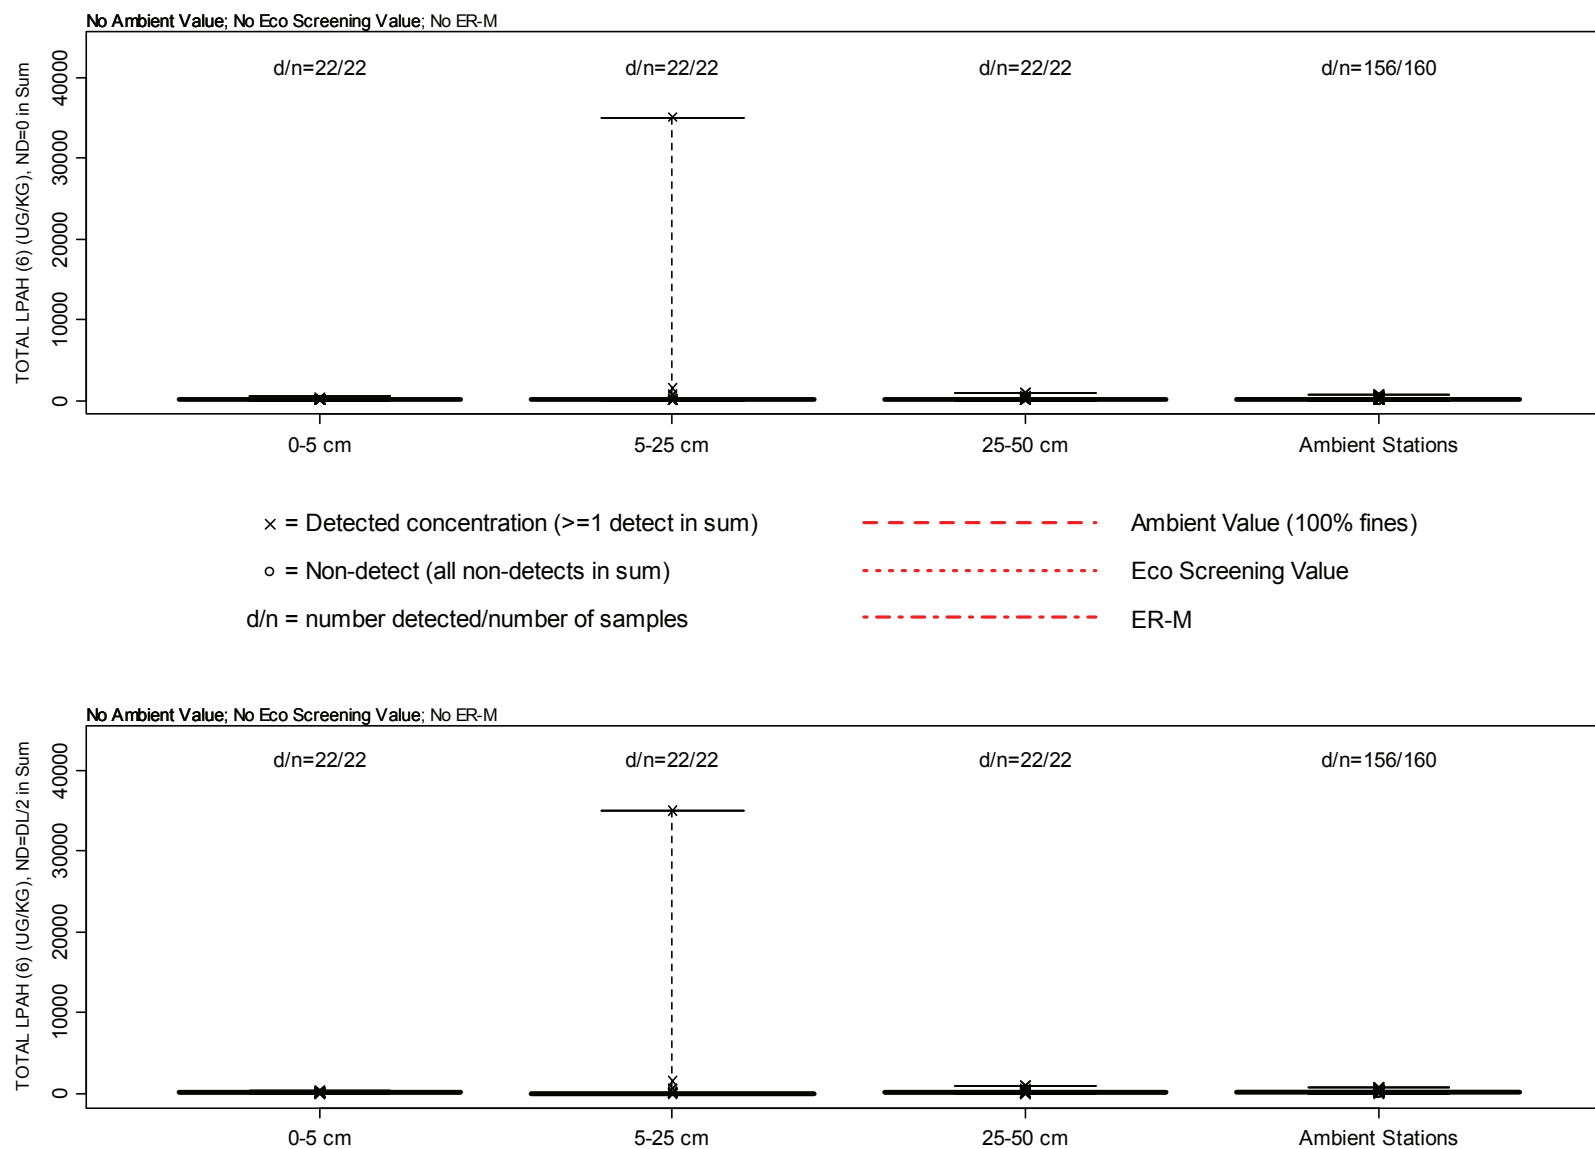 No Ambient Value; No Eco Screening Value; No ER-M
d/n=22/22 d/n=22/22 d/n=22/22 d/n=156/160
TOTAL LPAH (6) (UG/KG), ND=0 in Sum
40000
30000
20000
10000
0
0-5 cm 5-25 cm 25-50 cm Ambient Stations
× = Detected concentration (>=1 detect in sum) Ambient Value (100% fines)
o = Non-detect (all non-detects in sum) Eco Screening Value
d/n = number detected/number of samples ER-M
No Ambient Value; No Eco Screening Value; No ER-M
d/n=22/22 d/n=22/22 d/n=22/22 d/n=156/160
TOTAL LPAH (6) (UG/KG), ND=DL/2 in Sum
40000
30000
20000
10000
0
0-5 cm 5-25 cm 25-50 cm Ambient Stations